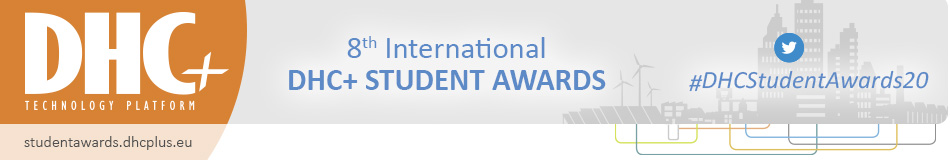 DHC+
TECHNOLOGY PLATFORM
studentawards.dhcplus.eu
8th International
DHC+ STUDENT AWARDS
#DHCStudentAwards20